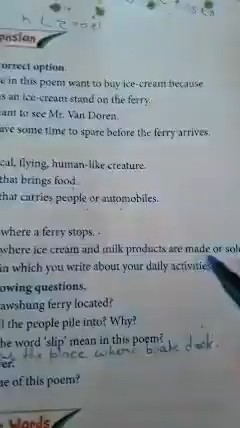 ension
orrect option.
e in this poem want to buy ice-cream because
s an ice-cream stand on the ferry.
ant to see Mr. Van Doren.
ave some time to spare before the ferry arrives.
cal, flying, human-like creature.
that brings food.
that carries people or automobiles.
where a ferry stops.
where ice cream and milk products are made or sol
in which you write about your daily activities
owing questions.
awshung ferry located?
l the people pile into? Why?
he word 'slip' mean in this poem?
the place where boats dock.
er.
ne of this poem?
Words